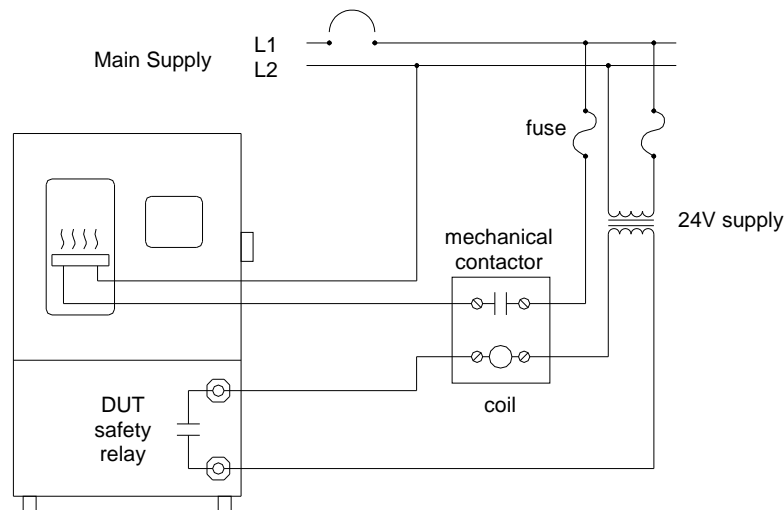 L1
Main Supply
L2
fuse
24V supply
mechanical
contactor
coil
DUT
safety
relay